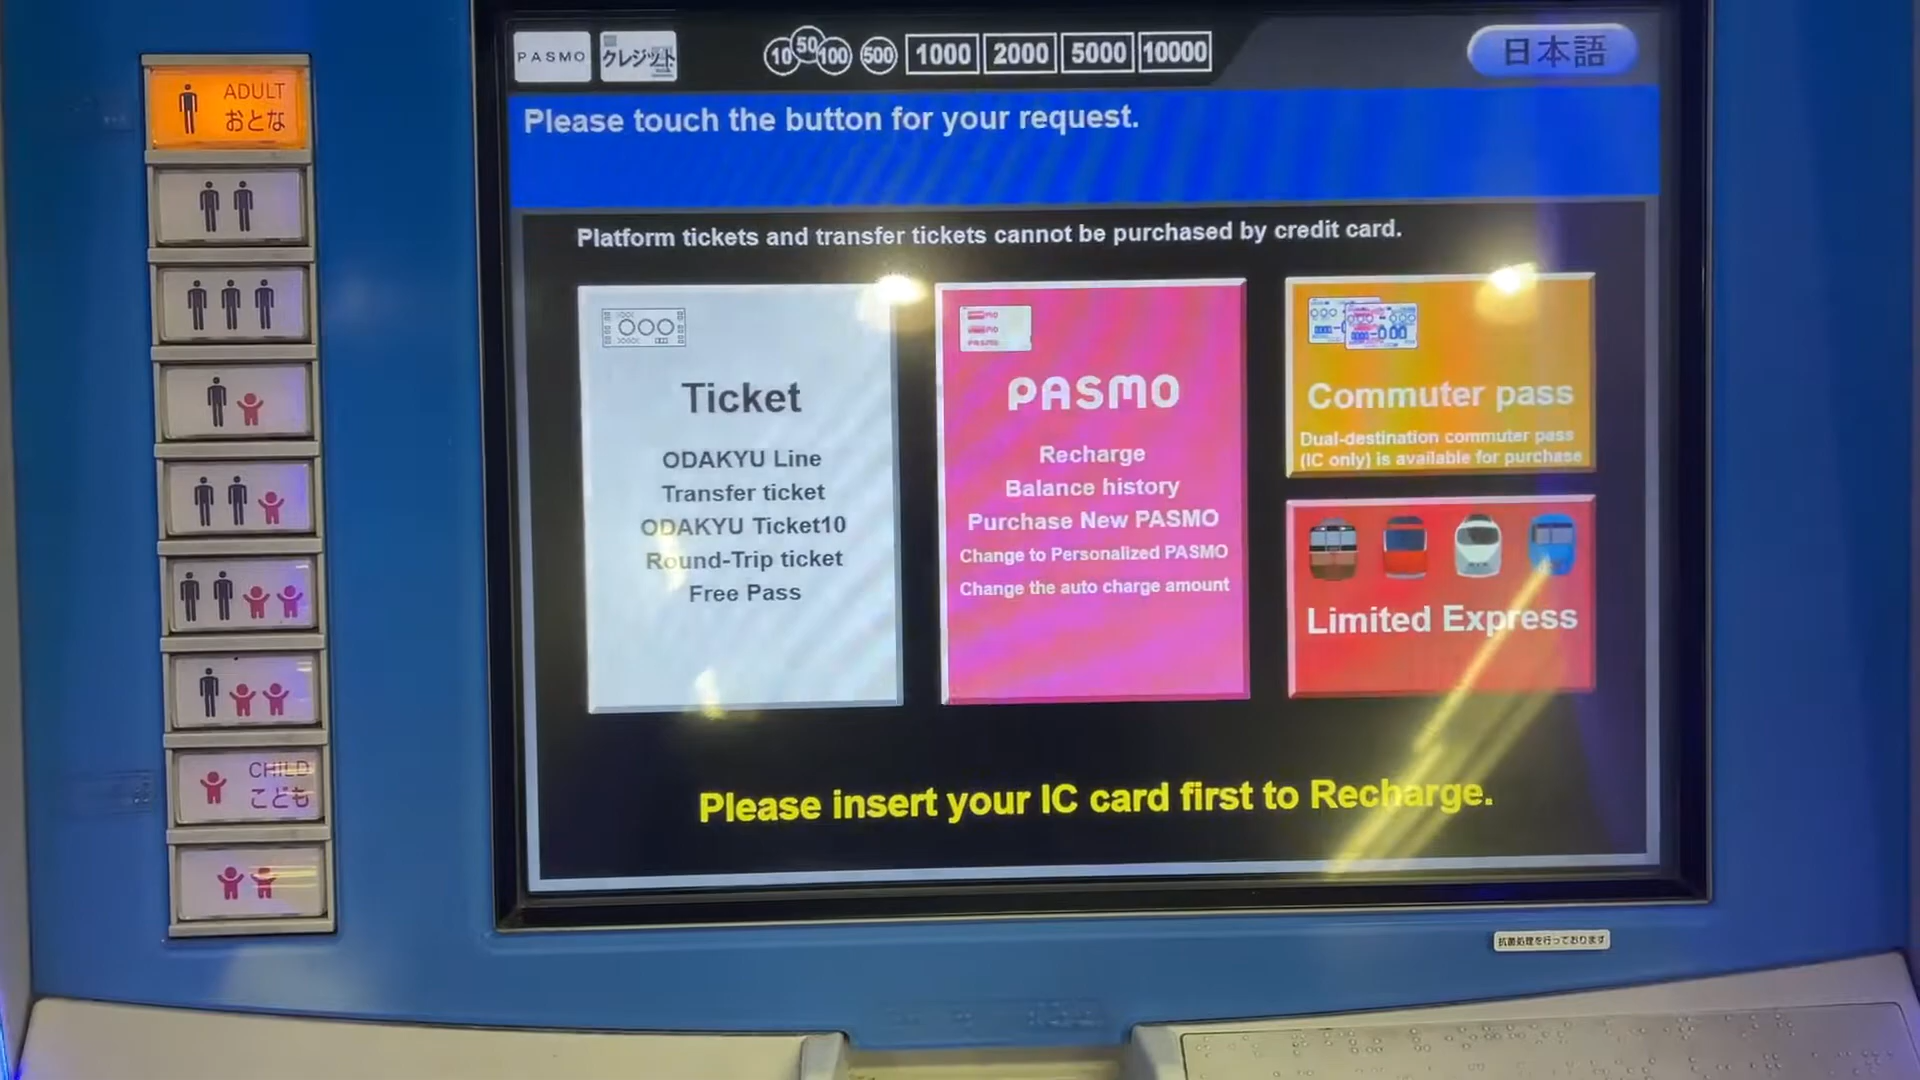 PASMO
クレジット
10 50 100 500 1000 2000 5000 10000
日本語
ADULT
おとな
Please touch the button for your request.
Platform tickets and transfer tickets cannot be purchased by credit card.
Ticket
ODAKYU Line
Transfer ticket
ODAKYU Ticket10
Round-Trip ticket
Free Pass
PASMO
Recharge
Balance history
Purchase New PASMO
Change to Personalized PASMO
Change the auto charge amount
Commuter pass
Dual-destination commuter pass
(IC only) is available for purchase
Limited Express
CHILD
こども
Please insert your IC card first to Recharge.
抗菌処理を行っております